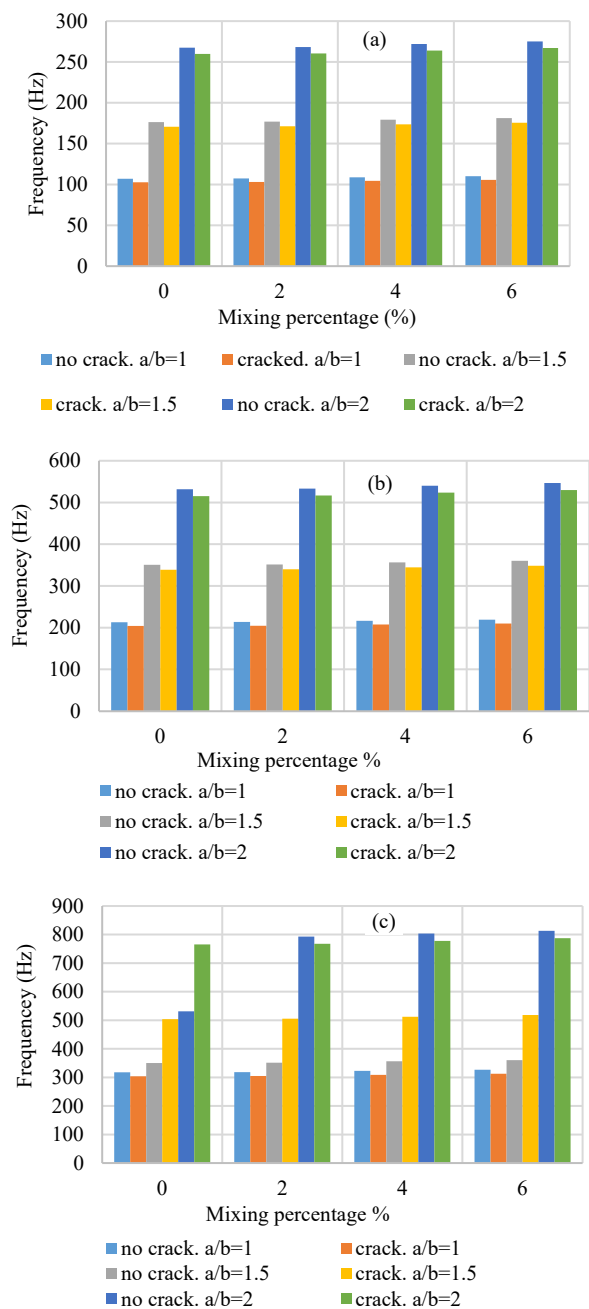 300
(a)
250
200
150
100
50
0
Frequencey (Hz)
0 2 4 6
Mixing percentage (%)
no crack. a/b=1 cracked. a/b=1 no crack. a/b=1.5
crack. a/b=1.5 no crack. a/b=2 crack. a/b=2
600
(b)
500
400
300
200
100
0
Frequencey (Hz)
0 2 4 6
Mixing percentage %
no crack. a/b=1 crack. a/b=1
no crack. a/b=1.5 crack. a/b=1.5
no crack. a/b=2 crack. a/b=2
900
(c)
800
700
600
500
400
300
200
100
0
Frequencey (Hz)
0 2 4 6
Mixing percentage %
no crack. a/b=1 crack. a/b=1
no crack. a/b=1.5 crack. a/b=1.5
no crack. a/b=2 crack. a/b=2